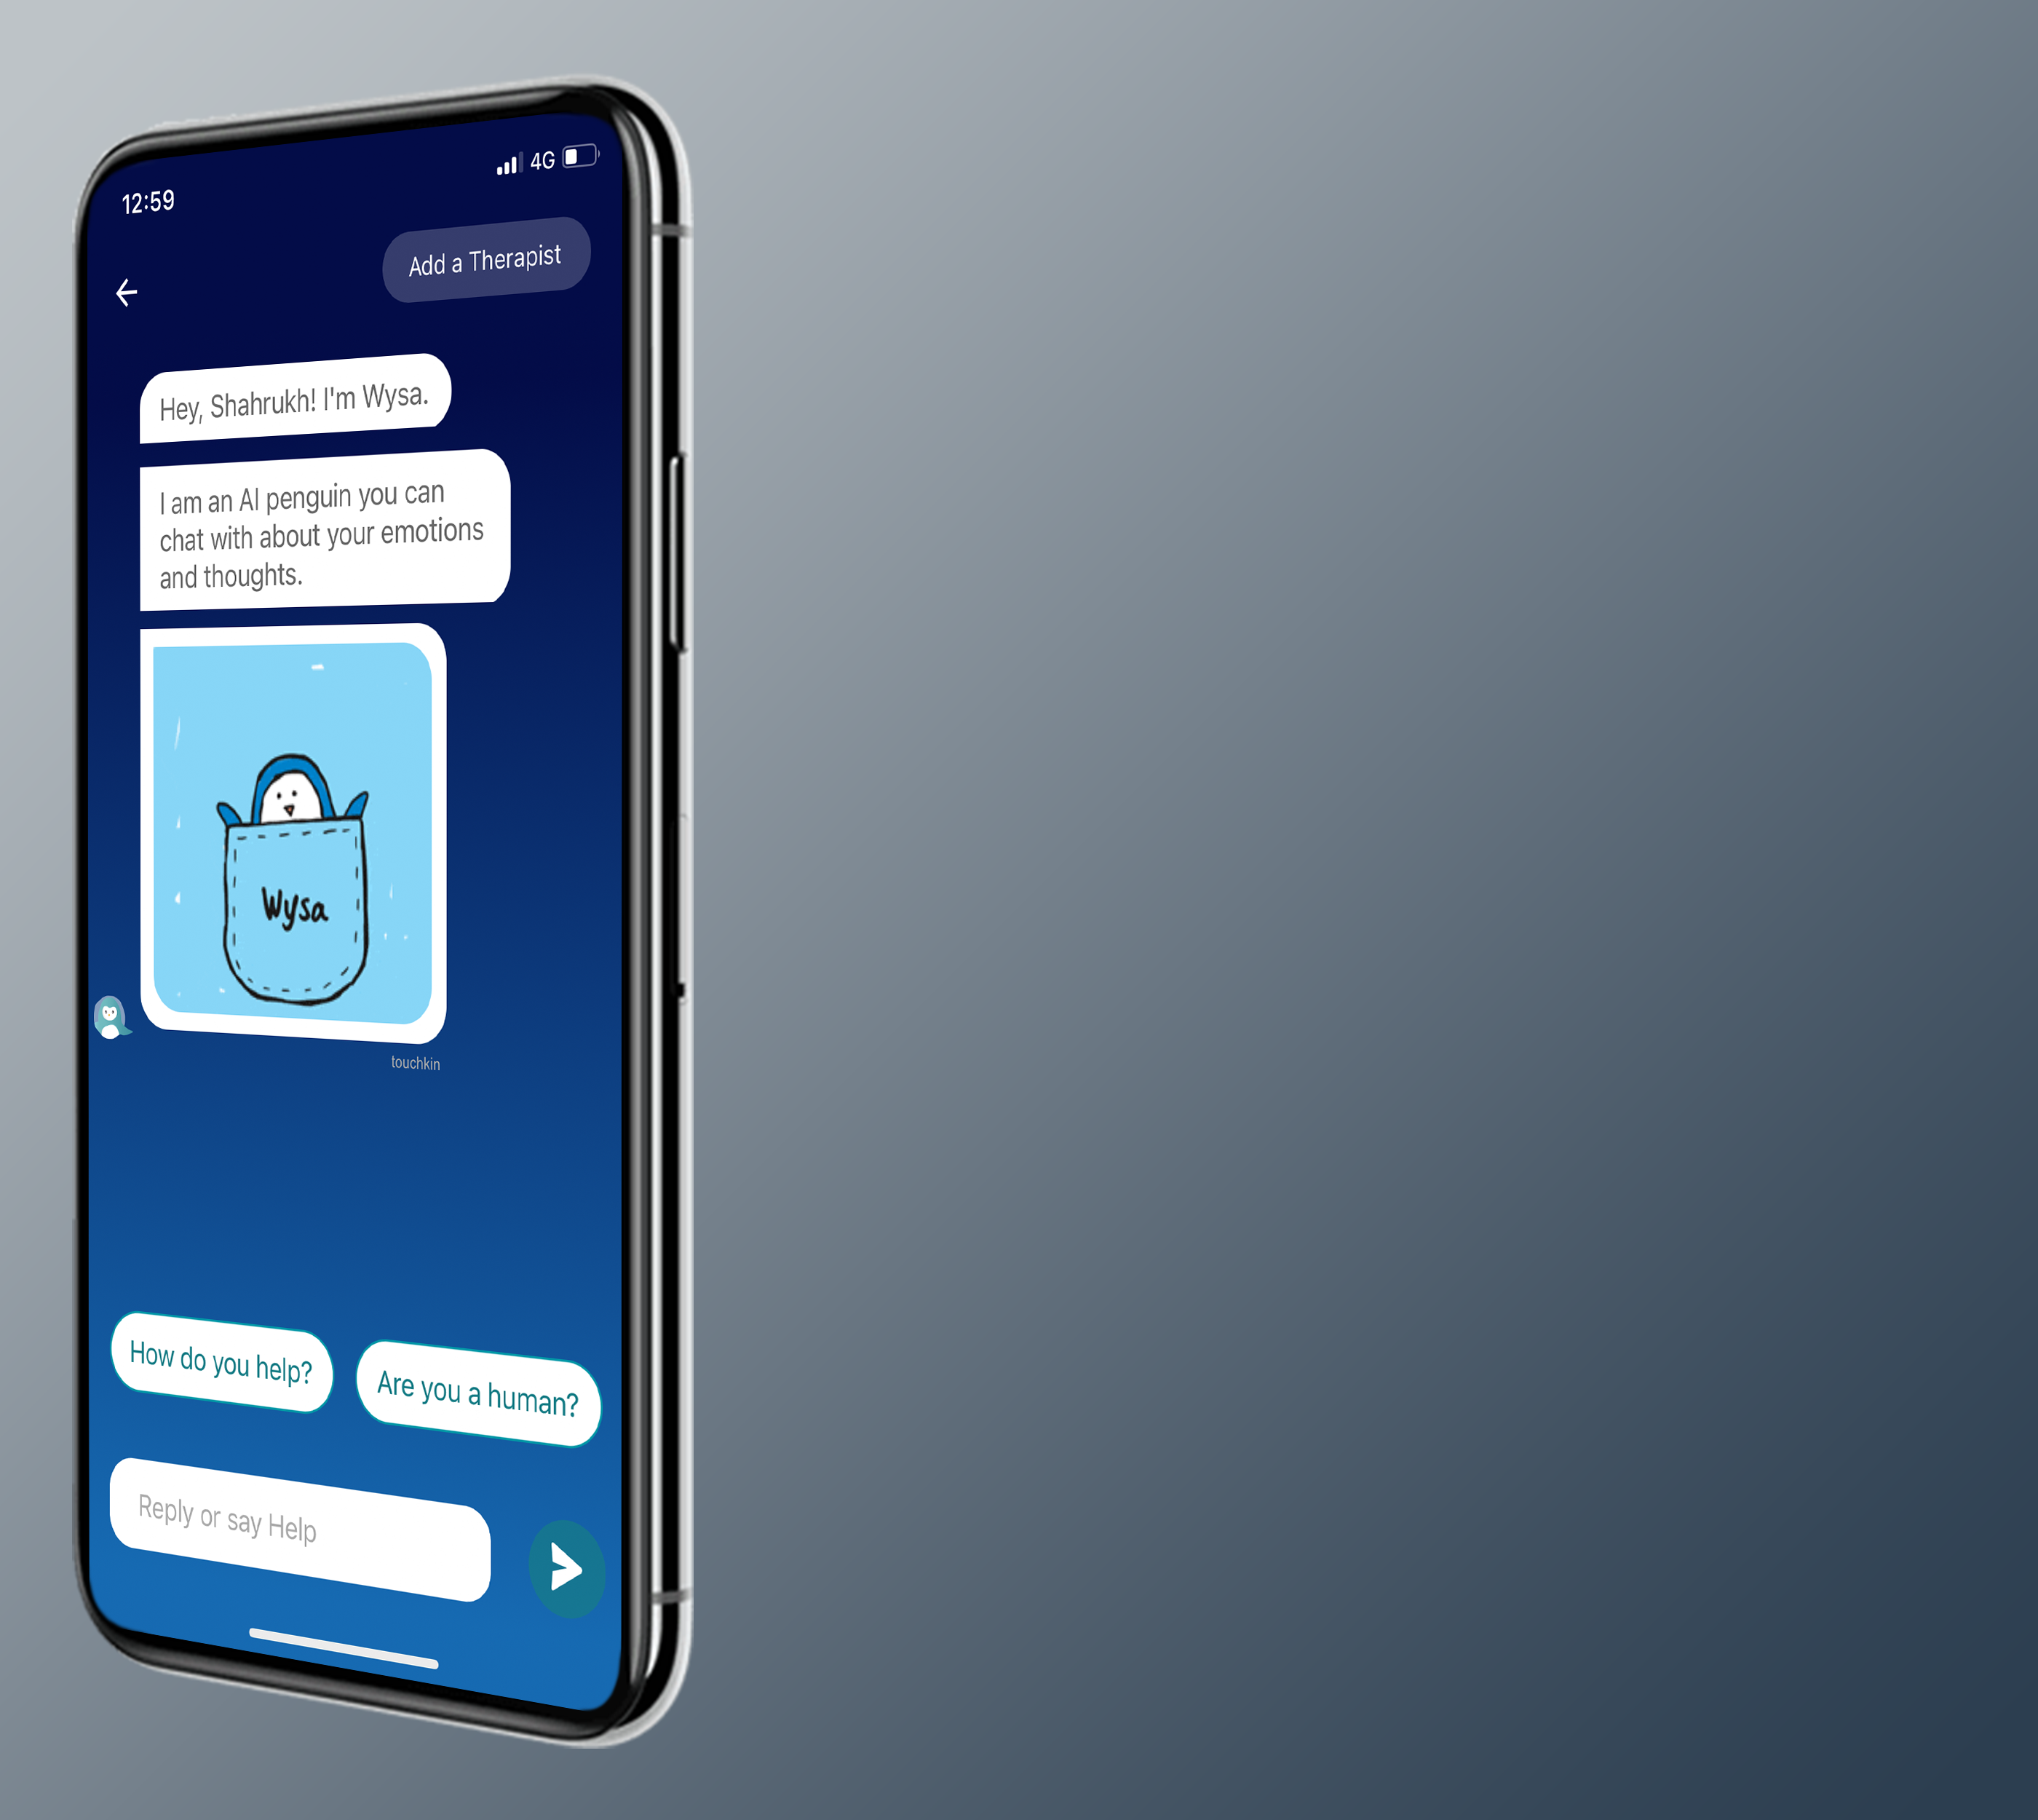 12:59
4G
Add a Therapist
Hey, Shahrukh! I'm Wysa.
I am an AI penguin you can
chat with about your emotions
and thoughts.
Wysa
touchkin
How do you help?
Are you a human?
Reply or say Help